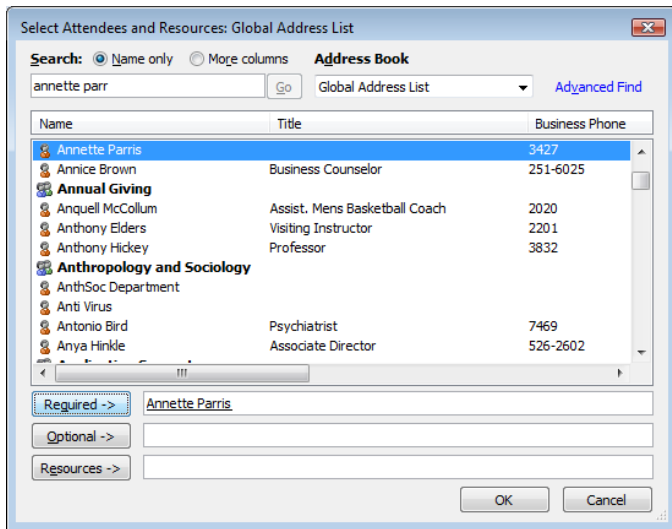 Select Attendees and Resources: Global Address List
Search: Name only More columns Address Book
annette parr Go Global Address List Advanced Find
Name Title Business Phone
Annette Parris 3427
Annice Brown Business Counselor 251-6025
Annual Giving
Anquell McCollum Assist. Mens Basketball Coach 2020
Anthony Elders Visiting Instructor 2201
Anthony Hickey Professor 3832
Anthropology and Sociology
AnthSoc Department
Anti Virus
Antonio Bird Psychiatrist 7469
Anya Hinkle Associate Director 526-2602
Required -> Annette Parris
Optional ->
Resources ->
OK Cancel